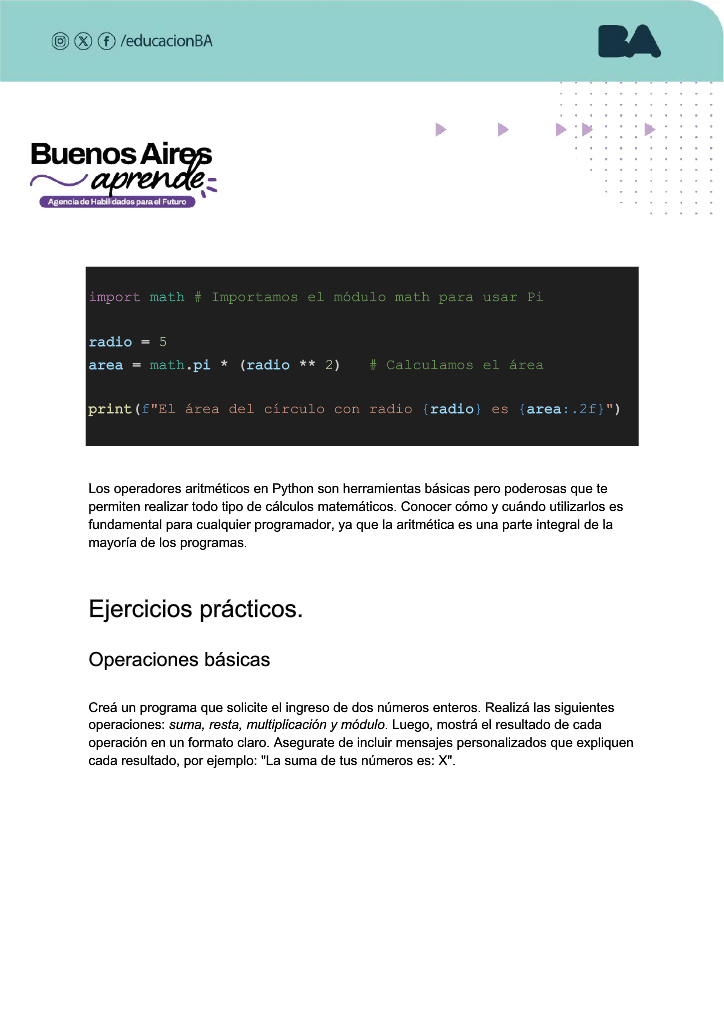 /educacionBA
BA
Buenos Aires
aprende
Agencia de Habilidades para el Futuro
import math # Importamos el módulo math para usar Pi
radio = 5
area = math.pi * (radio ** 2)   # Calculamos el área
print(f"El área del círculo con radio {radio} es {area:.2f}")
Los operadores aritméticos en Python son herramientas básicas pero poderosas que te
permiten realizar todo tipo de cálculos matemáticos. Conocer cómo y cuándo utilizarlos es
fundamental para cualquier programador, ya que la aritmética es una parte integral de la
mayoría de los programas.
Ejercicios prácticos.
Operaciones básicas
Creá un programa que solicite el ingreso de dos números enteros. Realizá las siguientes
operaciones: suma, resta, multiplicación y módulo. Luego, mostrá el resultado de cada
operación en un formato claro. Asegurate de incluir mensajes personalizados que expliquen
cada resultado, por ejemplo: "La suma de tus números es: X".